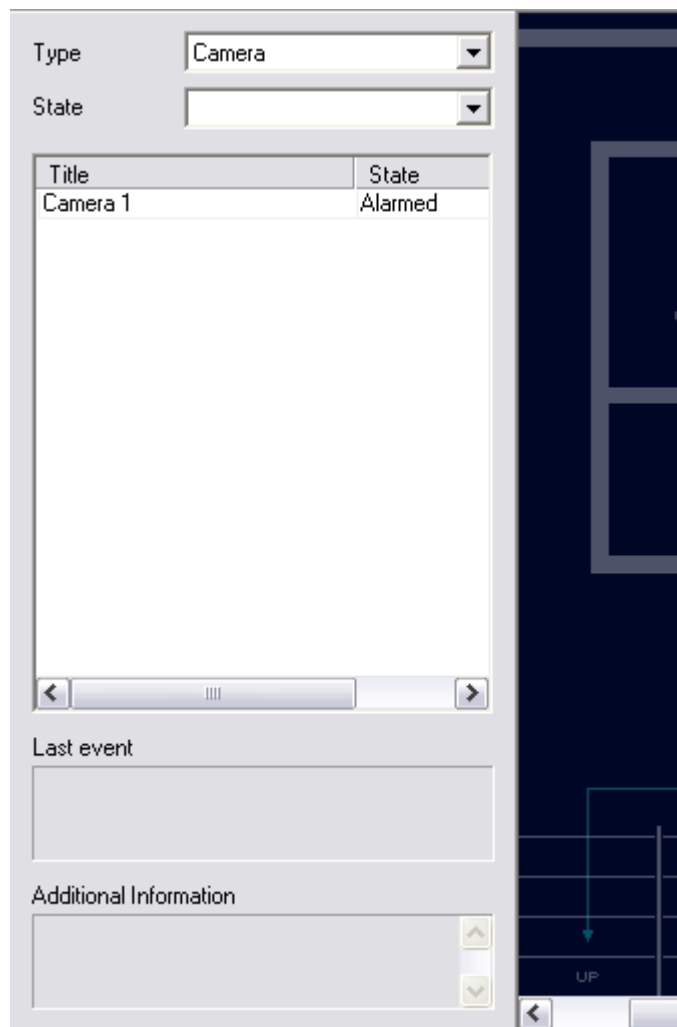 Type Camera
State
Title State
Camera 1 Alarmed
Last event
Additional Information
UP